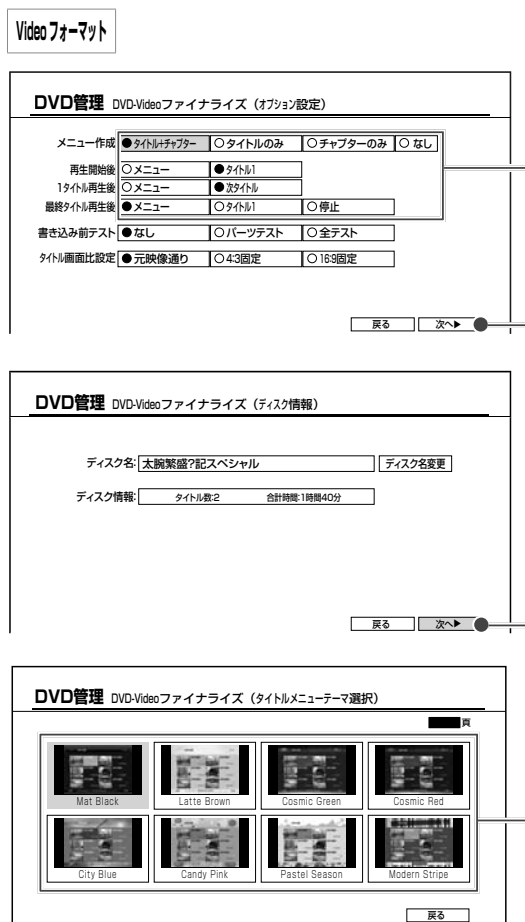 Videoフォーマット
DVD管理 DVD-Videoファイナライズ（オプション設定）
メニュー作成 ●タイトル+チャプター ○タイトルのみ ○チャプターのみ ○なし
再生開始後 ○メニュー ●タイトル1
1タイトル再生後 ○メニュー ●次タイトル
最終タイトル再生後 ●メニュー ○タイトル1 ○停止
書き込み前テスト ●なし ○パーツテスト ○全テスト
タイトル画面比設定 ●元映像通り ○4:3固定 ○16:9固定
戻る 次へ▶
DVD管理 DVD-Videoファイナライズ（ディスク情報）
ディスク名: 太腕繁盛?記スペシャル ディスク名変更
ディスク情報: タイトル数:2 合計時間:1時間40分
戻る 次へ▶
DVD管理 DVD-Videoファイナライズ（タイトルメニューテーマ選択）
頁
Mat Black Latte Brown Cosmic Green Cosmic Red
City Blue Candy Pink Pastel Season Modern Stripe
戻る